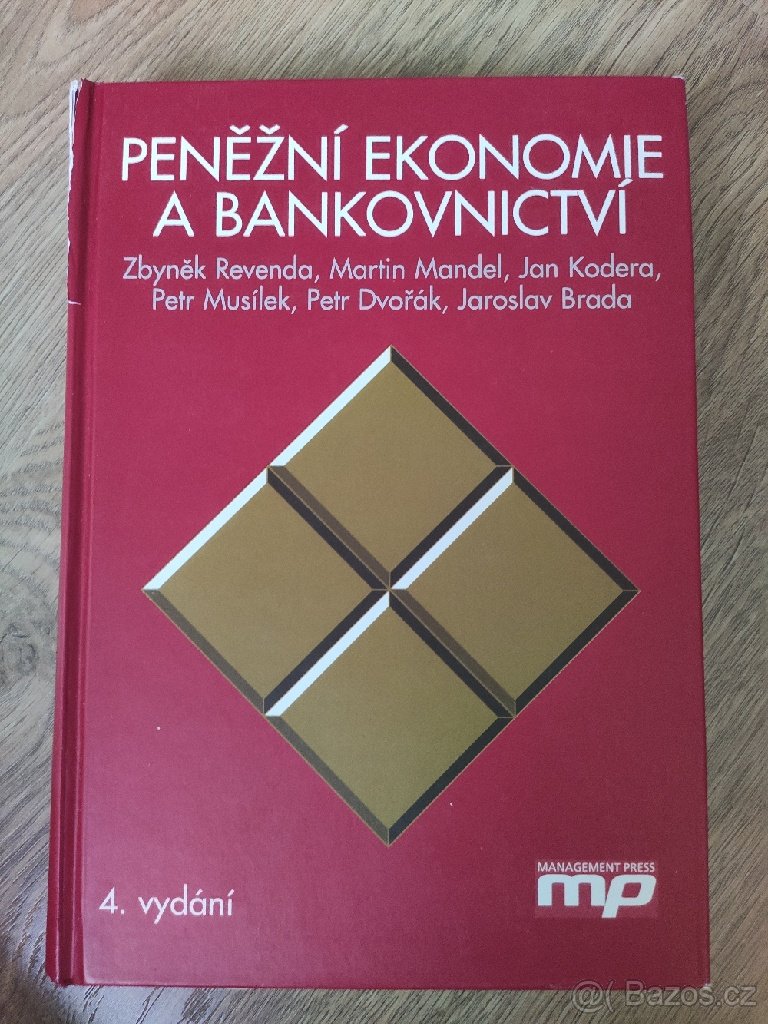 PENĚŽNÍ EKONOMIE
A BANKOVNICTVÍ
Zbyněk Revenda, Martin Mandel, Jan Kodera,
Petr Musílek, Petr Dvořák, Jaroslav Brada
MANAGEMENT PRESS
mp
4. vydání
@( Bazoš.cz